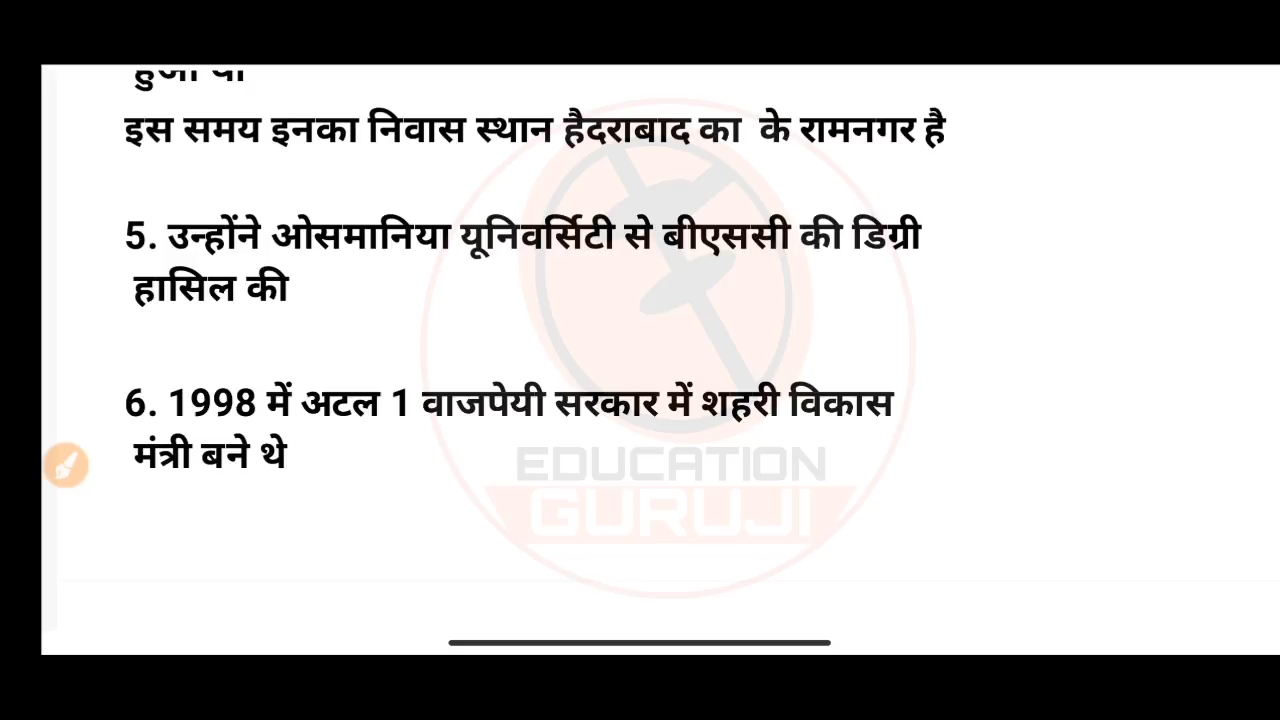 हुआ था
इस समय इनका निवास स्थान हैदराबाद का के रामनगर है
5. उन्होंने ओसमानिया यूनिवर्सिटी से बीएससी की डिग्री
हासिल की
6. 1998 में अटल 1 वाजपेयी सरकार में शहरी विकास
मंत्री बने थे
EDUCATION
GURUJI